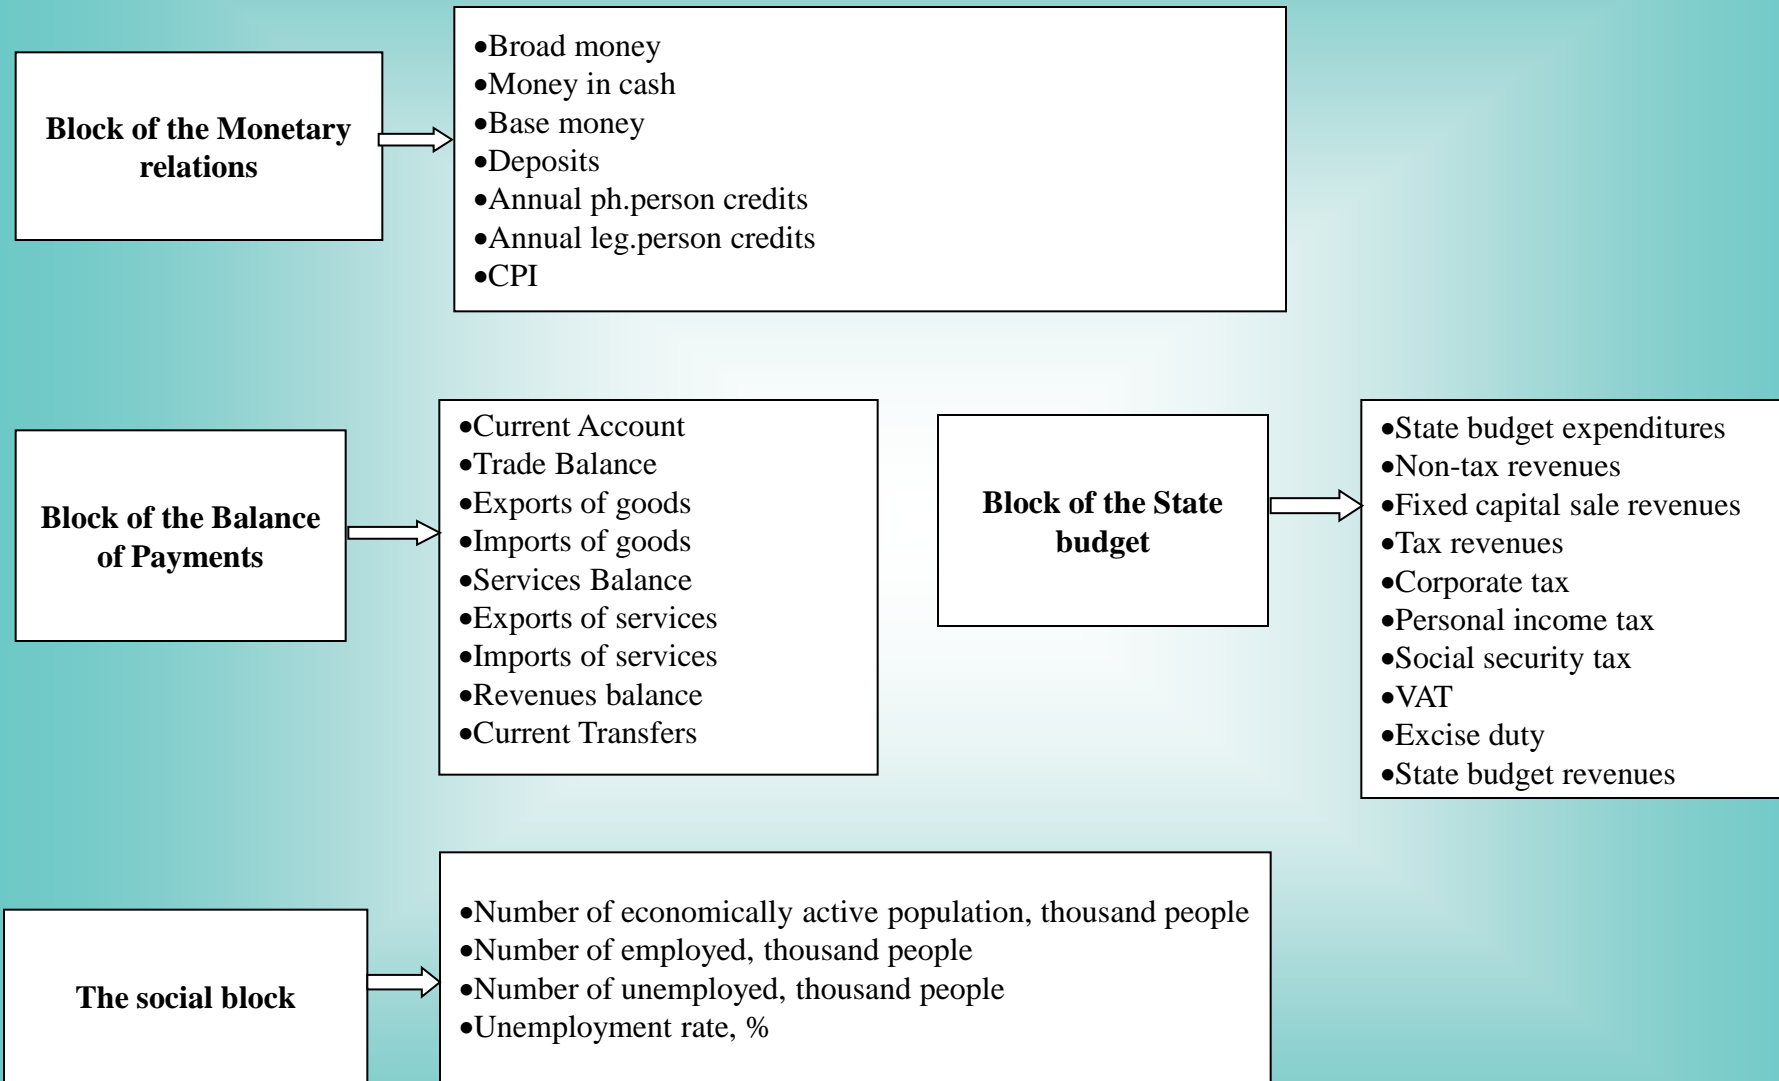 Block of the Monetary
relations
•Broad money
•Money in cash
•Base money
•Deposits
•Annual ph.person credits
•Annual leg.person credits
•CPI
Block of the Balance
of Payments
•Current Account
•Trade Balance
•Exports of goods
•Imports of goods
•Services Balance
•Exports of services
•Imports of services
•Revenues balance
•Current Transfers
Block of the State
budget
•State budget expenditures
•Non-tax revenues
•Fixed capital sale revenues
•Tax revenues
•Corporate tax
•Personal income tax
•Social security tax
•VAT
•Excise duty
•State budget revenues
The social block
•Number of economically active population, thousand people
•Number of employed, thousand people
•Number of unemployed, thousand people
•Unemployment rate, %